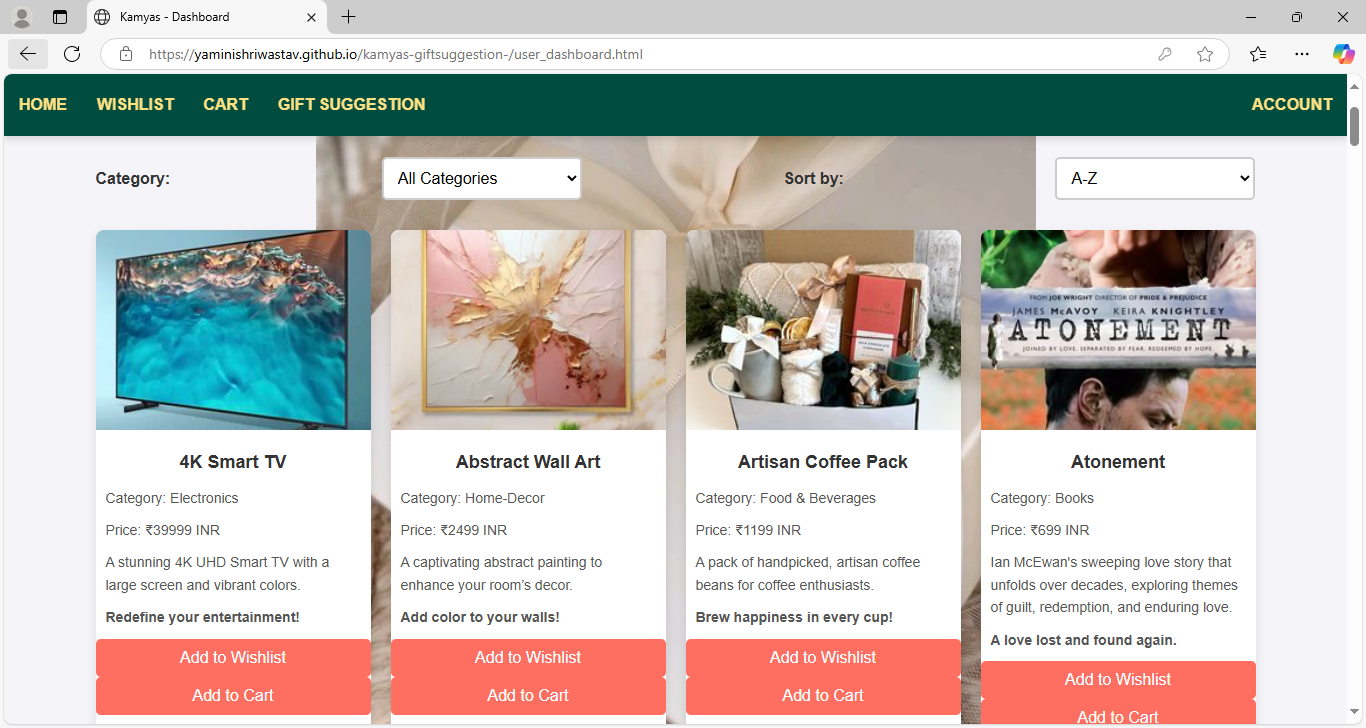 Kamyas - Dashboard
https://yaminishriwastav.github.io/kamyas-giftsuggestion-/user_dashboard.html
HOME WISHLIST CART GIFT SUGGESTION ACCOUNT
Category: All Categories Sort by: A-Z
FROM JOE WRIGHT DIRECTOR OF PRIDE & PREJUDICE
JAMES McAVOY KEIRA KNIGHTLEY
ATONEMENT
JOINED BY LOVE. SEPARATED BY FEAR. REDEEMED BY HOPE.
4K Smart TV
Category: Electronics
Price: ₹39999 INR
A stunning 4K UHD Smart TV with a
large screen and vibrant colors.
Redefine your entertainment!
Add to Wishlist
Add to Cart
Abstract Wall Art
Category: Home-Decor
Price: ₹2499 INR
A captivating abstract painting to
enhance your room’s decor.
Add color to your walls!
Add to Wishlist
Add to Cart
Artisan Coffee Pack
Category: Food & Beverages
Price: ₹1199 INR
A pack of handpicked, artisan coffee
beans for coffee enthusiasts.
Brew happiness in every cup!
Add to Wishlist
Add to Cart
Atonement
Category: Books
Price: ₹699 INR
Ian McEwan's sweeping love story that
unfolds over decades, exploring themes
of guilt, redemption, and enduring love.
A love lost and found again.
Add to Wishlist
Add to Cart